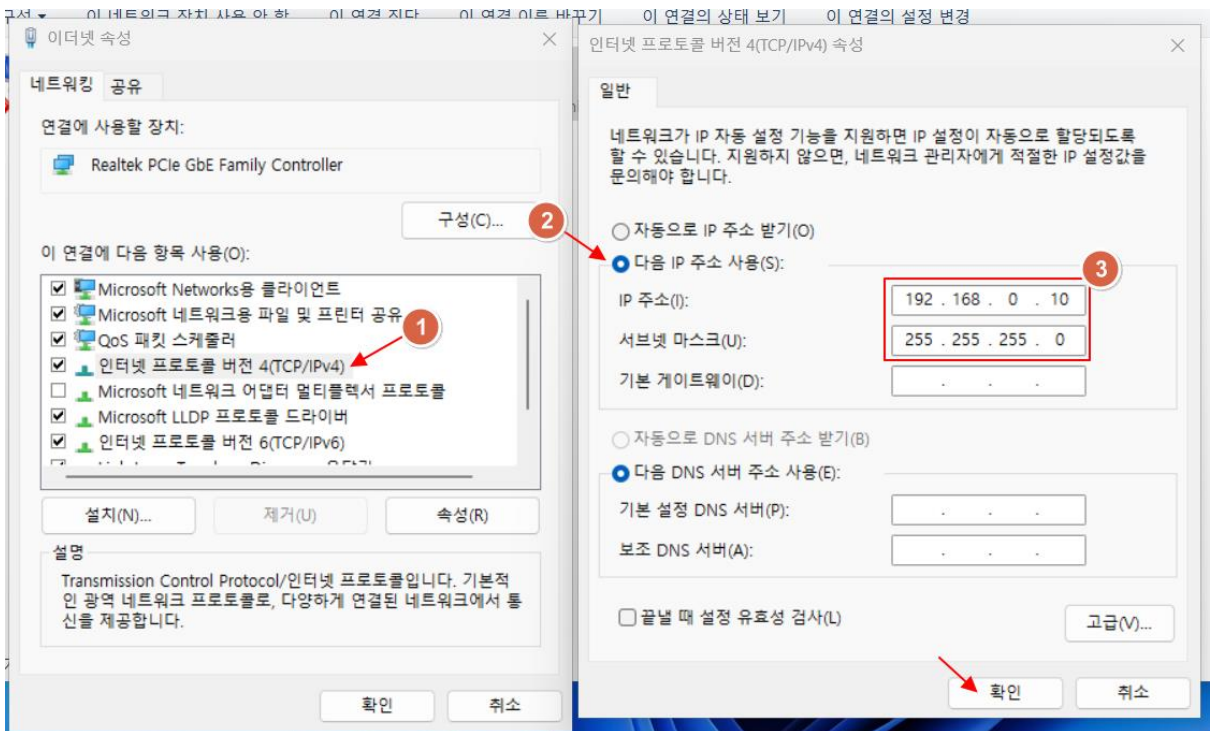 이 네트워크 장치 사용 안 함 이 연결 진단 이 연결 이름 바꾸기 이 연결의 상태 보기 이 연결의 설정 변경
이더넷 속성
네트워킹 공유
연결에 사용할 장치:
Realtek PCIe GbE Family Controller
구성(C)...
이 연결에 다음 항목 사용(O):
Microsoft Networks용 클라이언트
Microsoft 네트워크용 파일 및 프린터 공유
QoS 패킷 스케줄러
1
인터넷 프로토콜 버전 4(TCP/IPv4)
Microsoft 네트워크 어댑터 멀티플렉서 프로토콜
Microsoft LLDP 프로토콜 드라이버
인터넷 프로토콜 버전 6(TCP/IPv6)
설치(N)... 제거(U) 속성(R)
설명
Transmission Control Protocol/인터넷 프로토콜입니다. 기본적
인 광역 네트워크 프로토콜로, 다양하게 연결된 네트워크에서 통
신을 제공합니다.
확인 취소
인터넷 프로토콜 버전 4(TCP/IPv4) 속성
일반
네트워크가 IP 자동 설정 기능을 지원하면 IP 설정이 자동으로 할당되도록
할 수 있습니다. 지원하지 않으면, 네트워크 관리자에게 적절한 IP 설정값을
문의해야 합니다.
2
자동으로 IP 주소 받기(O)
다음 IP 주소 사용(S):
3
IP 주소(I): 192 . 168 . 0 . 10
서브넷 마스크(U): 255 . 255 . 255 . 0
기본 게이트웨이(D): . . .
자동으로 DNS 서버 주소 받기(B)
다음 DNS 서버 주소 사용(E):
기본 설정 DNS 서버(P): . . .
보조 DNS 서버(A): . . .
끝낼 때 설정 유효성 검사(L)
고급(V)...
확인 취소